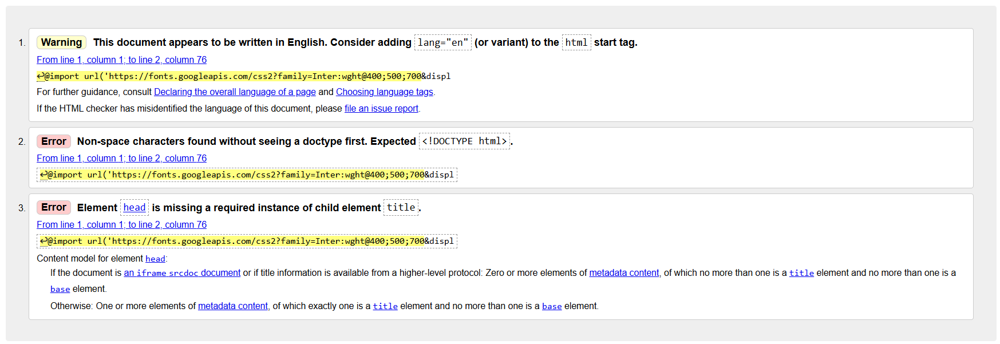 1. Warning This document appears to be written in English. Consider adding lang="en" (or variant) to the html start tag.
From line 1, column 1; to line 2, column 76
↩@import url('https://fonts.googleapis.com/css2?family=Inter:wght@400;500;700&displ
For further guidance, consult Declaring the overall language of a page and Choosing language tags.
If the HTML checker has misidentified the language of this document, please file an issue report.
2. Error Non-space characters found without seeing a doctype first. Expected <!DOCTYPE html>.
From line 1, column 1; to line 2, column 76
↩@import url('https://fonts.googleapis.com/css2?family=Inter:wght@400;500;700&displ
3. Error Element head is missing a required instance of child element title.
From line 1, column 1; to line 2, column 76
↩@import url('https://fonts.googleapis.com/css2?family=Inter:wght@400;500;700&displ
Content model for element head:
If the document is an iframe srcdoc document or if title information is available from a higher-level protocol: Zero or more elements of metadata content, of which no more than one is a title element and no more than one is a
base element.
Otherwise: One or more elements of metadata content, of which exactly one is a title element and no more than one is a base element.